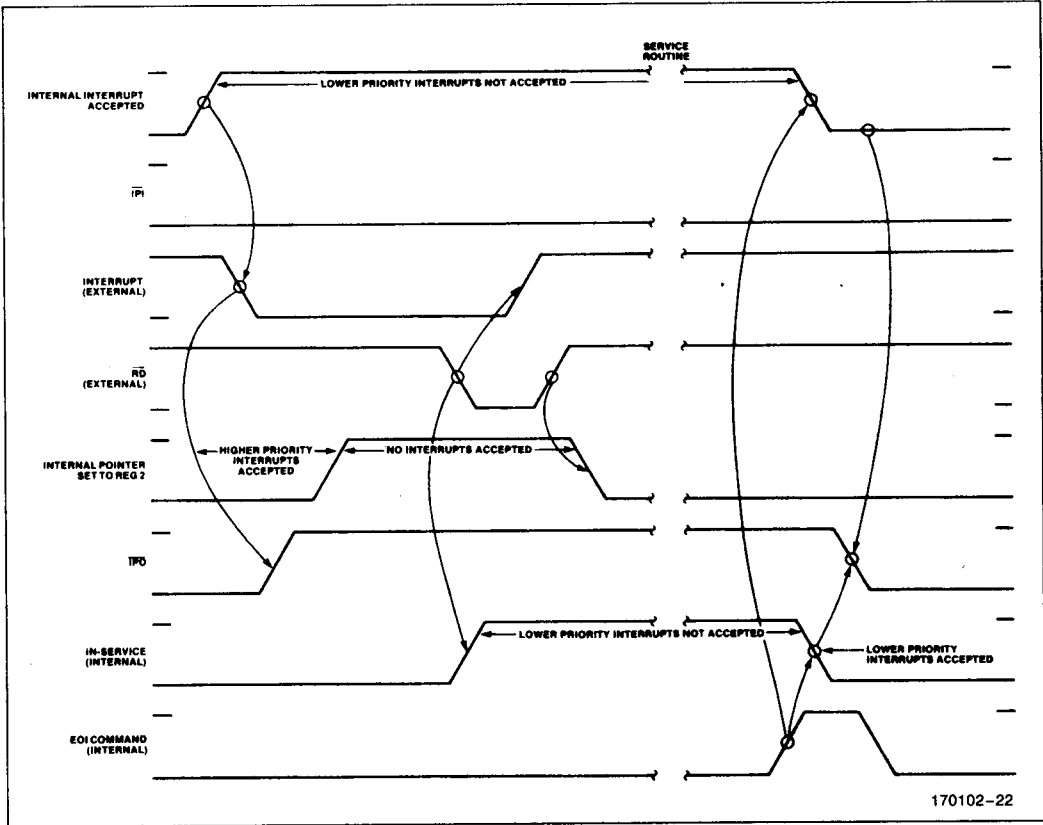 SERVICE
ROUTINE
LOWER PRIORITY INTERRUPTS NOT ACCEPTED
INTERNAL INTERRUPT
ACCEPTED
IPI
INTERRUPT
(EXTERNAL)
RD
(EXTERNAL)
HIGHER PRIORITY
INTERRUPTS
ACCEPTED
NO INTERRUPTS ACCEPTED
INTERNAL POINTER
SET TO REG 2
IPO
LOWER PRIORITY INTERRUPTS NOT ACCEPTED
IN-SERVICE
(INTERNAL)
LOWER PRIORITY
INTERRUPTS ACCEPTED
EOI COMMAND
(INTERNAL)
170102-22